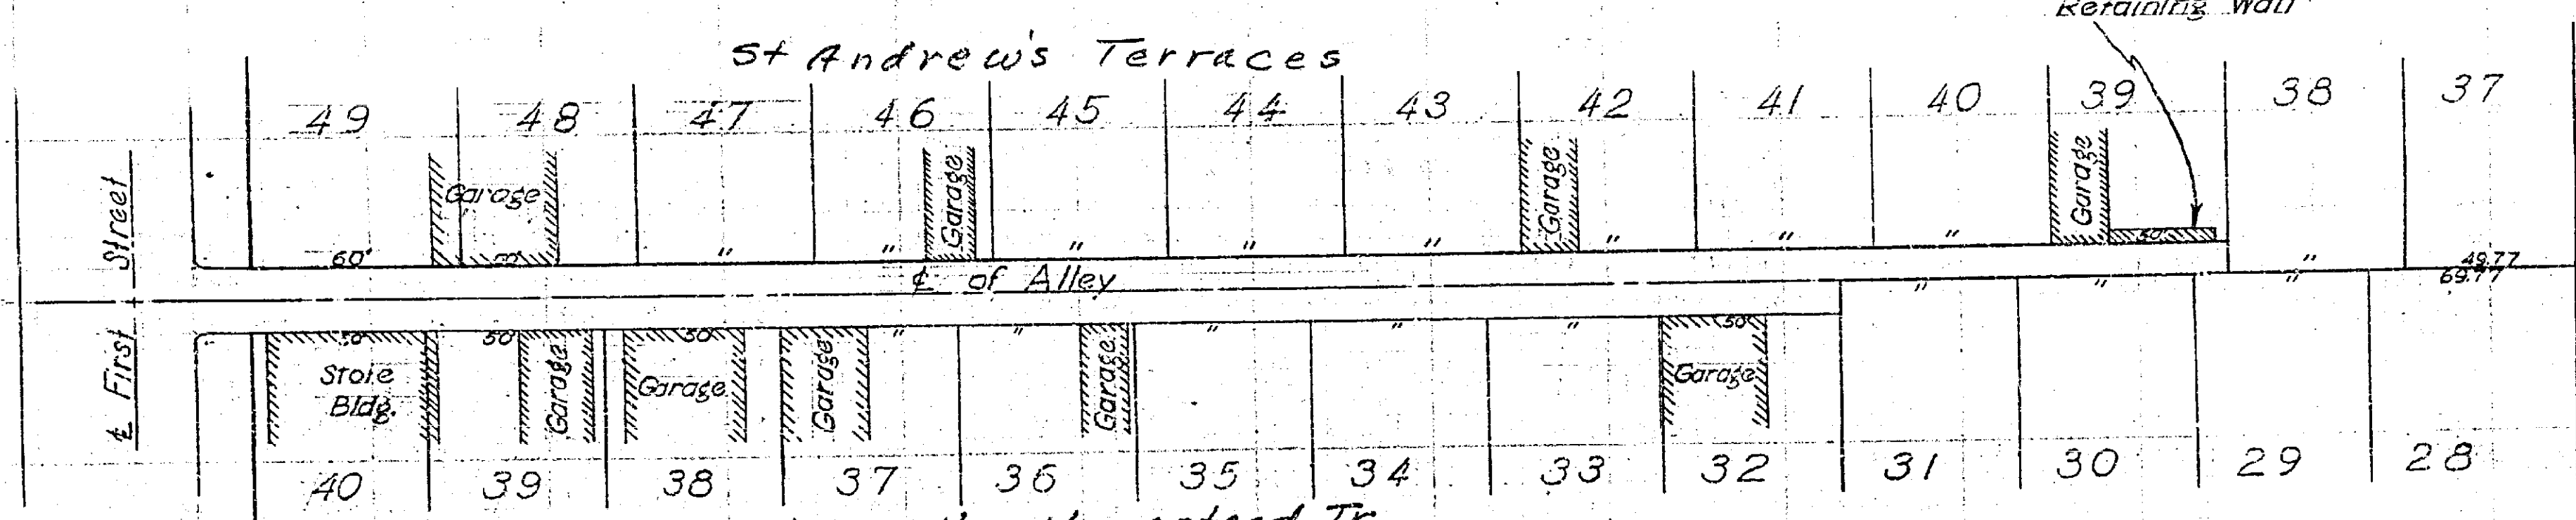 Retaining Wall
St Andrew's Terraces
49 48 47 46 45 44 43 42 41 40 39 38 37
Garage
Garage
Garage
Garage
60' 50' " " " " " " " " 50' " 49.77
69.77
℄ of Alley
" " "
℄ First Street
50' 50' 50' " " " " " 50'
Store
Bldg.
Garage
Garage
Garage
Garage
Garage
40 39 38 37 36 35 34 33 32 31 30 29 28
Tr.